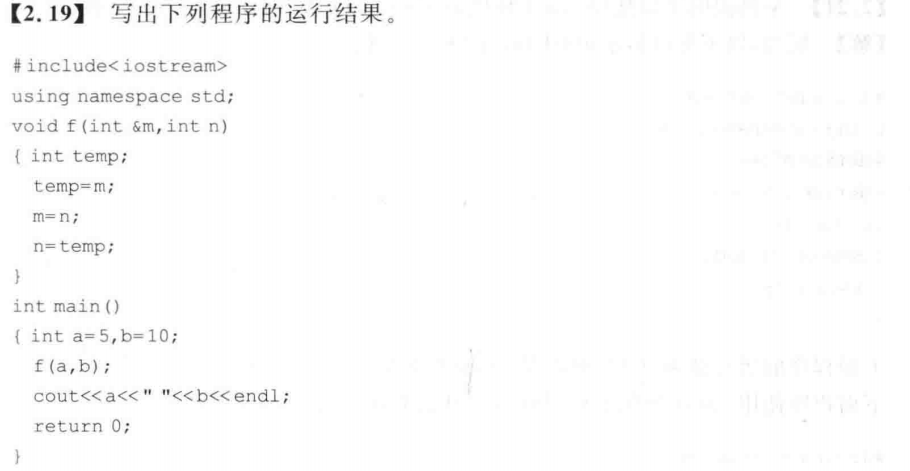 【2.19】 写出下列程序的运行结果。
#include<iostream>
using namespace std;
void f(int &m,int n)
{ int temp;
temp=m;
m=n;
n=temp;
}
int main()
{ int a=5,b=10;
f(a,b);
cout<<a<<" "<<b<<endl;
return 0;
}